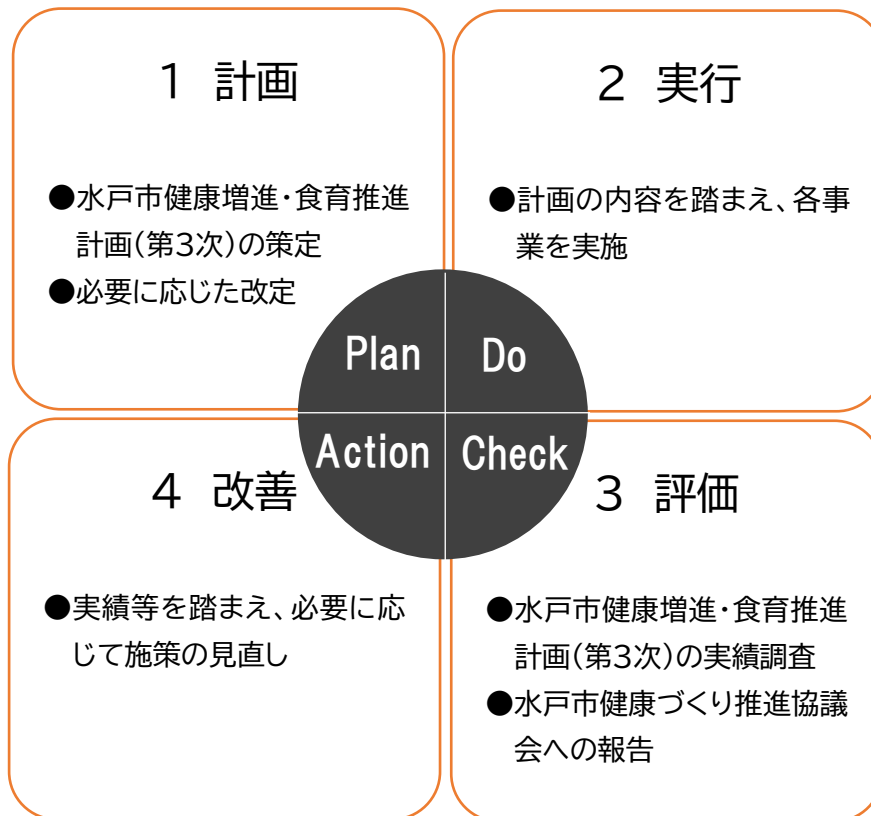 1 計画
●水戸市健康増進・食育推進
計画(第3次)の策定
●必要に応じた改定
2 実行
●計画の内容を踏まえ、各事
業を実施
Plan
Do
Action
Check
4 改善
●実績等を踏まえ、必要に応
じて施策の見直し
3 評価
●水戸市健康増進・食育推進
計画(第3次)の実績調査
●水戸市健康づくり推進協議
会への報告